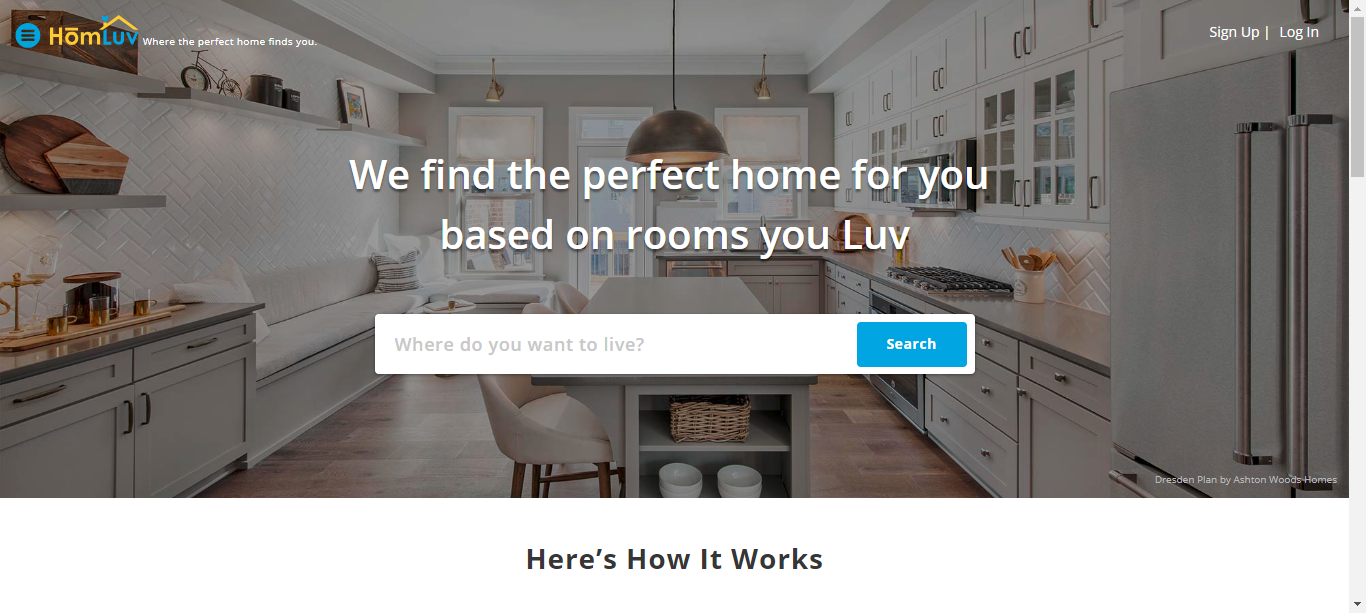 HōmLuv Where the perfect home finds you.
Sign Up | Log In
We find the perfect home for you
based on rooms you Luv
Where do you want to live?
Search
Dresden Plan by Ashton Woods Homes
Here's How It Works